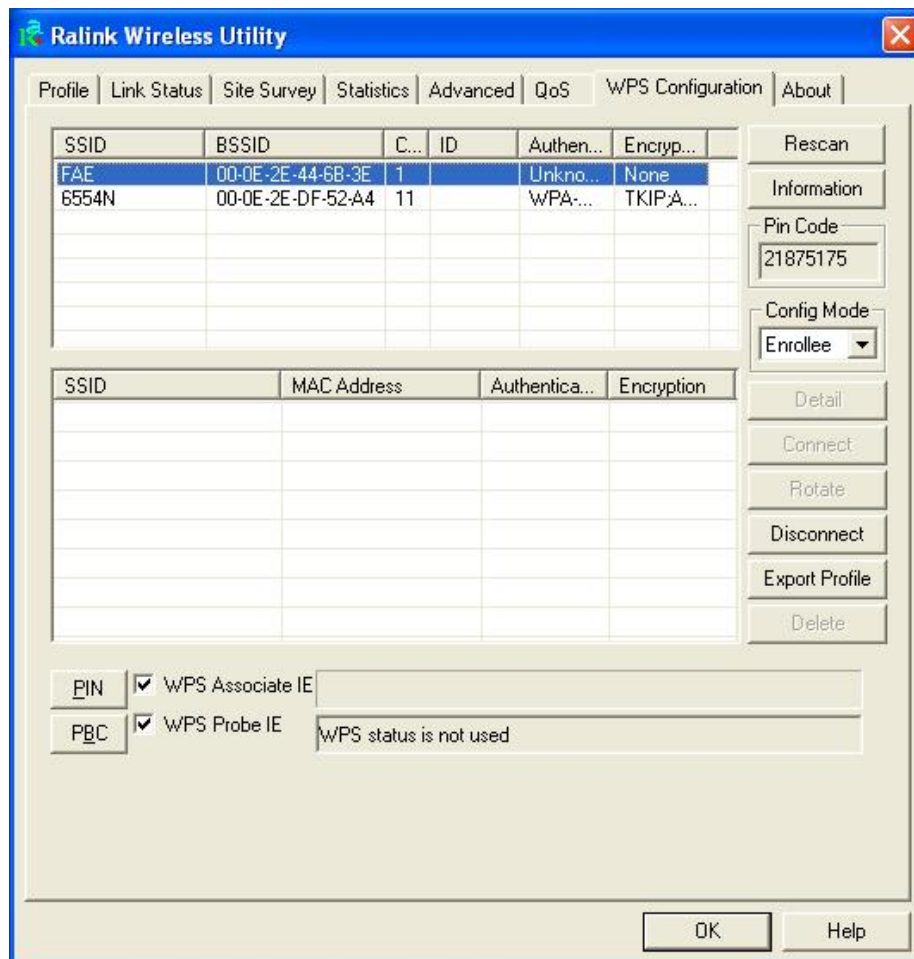 Ralink Wireless Utility
Profile Link Status Site Survey Statistics Advanced QoS WPS Configuration About
SSID BSSID C... ID Authen... Encryp...
FAE 00-0E-2E-44-6B-3E 1 Unkno... None
6554N 00-0E-2E-DF-52-A4 11 WPA-... TKIP;A...
Rescan
Information
Pin Code
21875175
Config Mode
Enrollee
SSID MAC Address Authentica... Encryption
Detail
Connect
Rotate
Disconnect
Export Profile
Delete
PIN WPS Associate IE
PBC WPS Probe IE WPS status is not used
OK Help